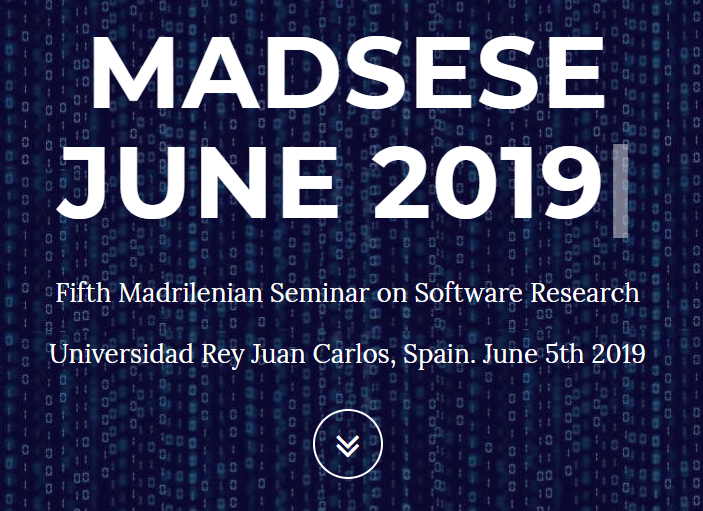 MADSESE
JUNE 2019
Fifth Madrilenian Seminar on Software Research
Universidad Rey Juan Carlos, Spain. June 5th 2019